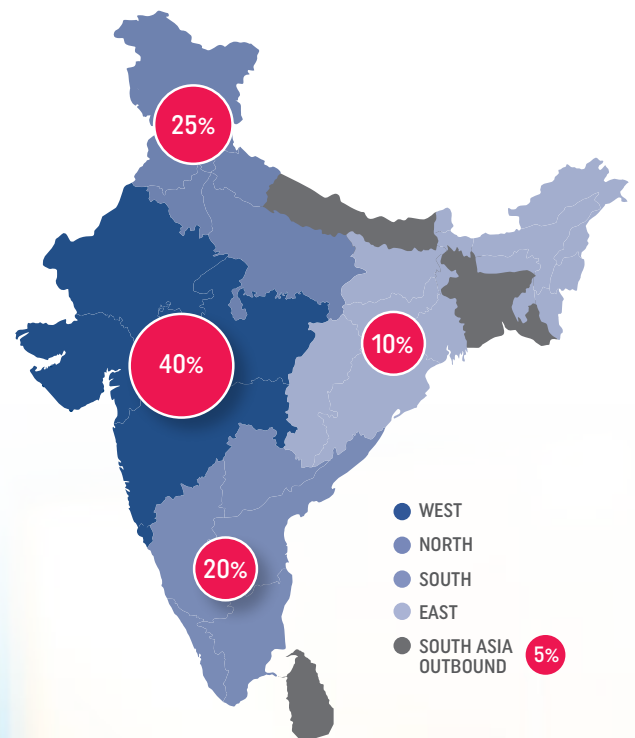 25%
40%
10%
20%
WEST
NORTH
SOUTH
EAST
SOUTH ASIA
OUTBOUND
5%